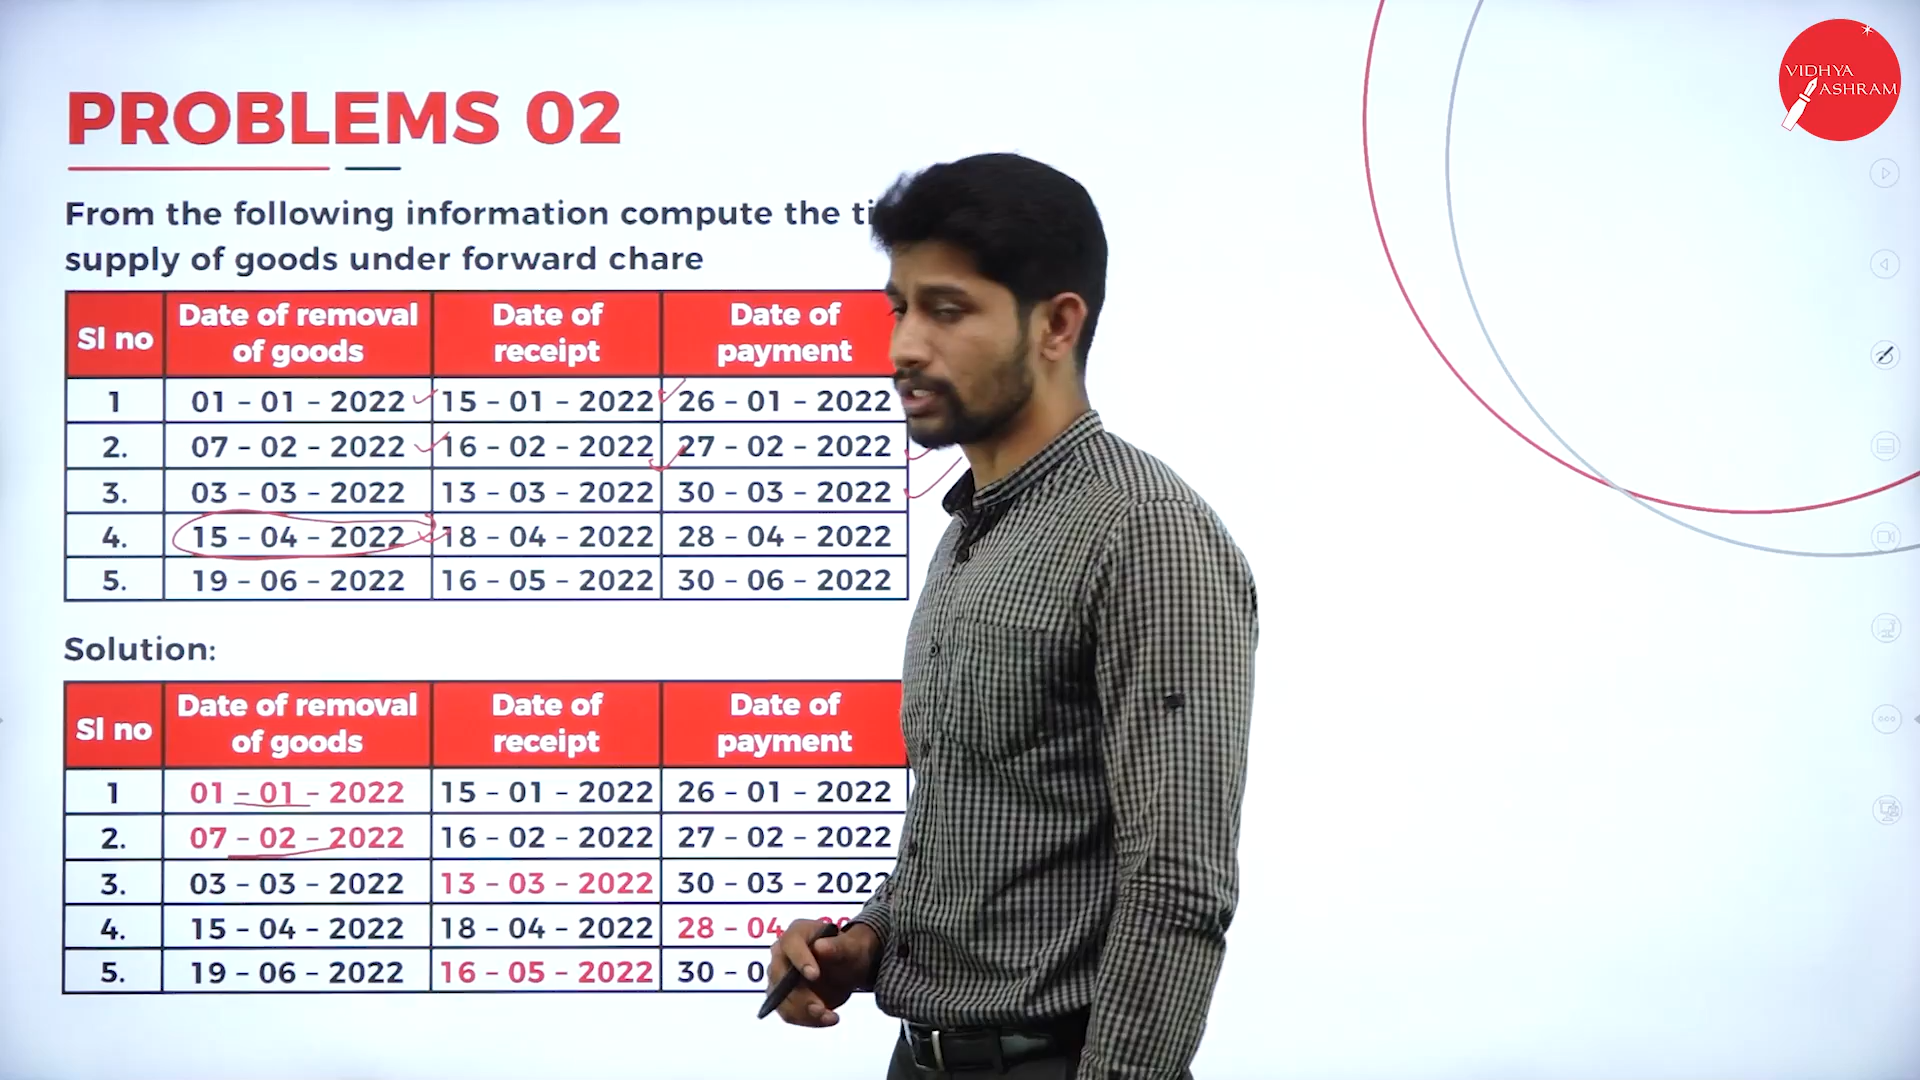 VIDHYA
ASHRAM
PROBLEMS 02
From the following information compute the
supply of goods under forward chare
Sl no Date of removal of goods Date of receipt Date of payment
1 01 - 01 - 2022 15 - 01 - 2022 26 - 01 - 2022
2. 07 - 02 - 2022 16 - 02 - 2022 27 - 02 - 2022
3. 03 - 03 - 2022 13 - 03 - 2022 30 - 03 - 2022
4. 15 - 04 - 2022 18 - 04 - 2022 28 - 04 - 2022
5. 19 - 06 - 2022 16 - 05 - 2022 30 - 06 - 2022
Solution:
Sl no Date of removal of goods Date of receipt Date of payment
1 01 - 01 - 2022 15 - 01 - 2022 26 - 01 - 2022
2. 07 - 02 - 2022 16 - 02 - 2022 27 - 02 - 2022
3. 03 - 03 - 2022 13 - 03 - 2022 30 - 03 - 2022
4. 15 - 04 - 2022 18 - 04 - 2022 28 - 04
5. 19 - 06 - 2022 16 - 05 - 2022 30